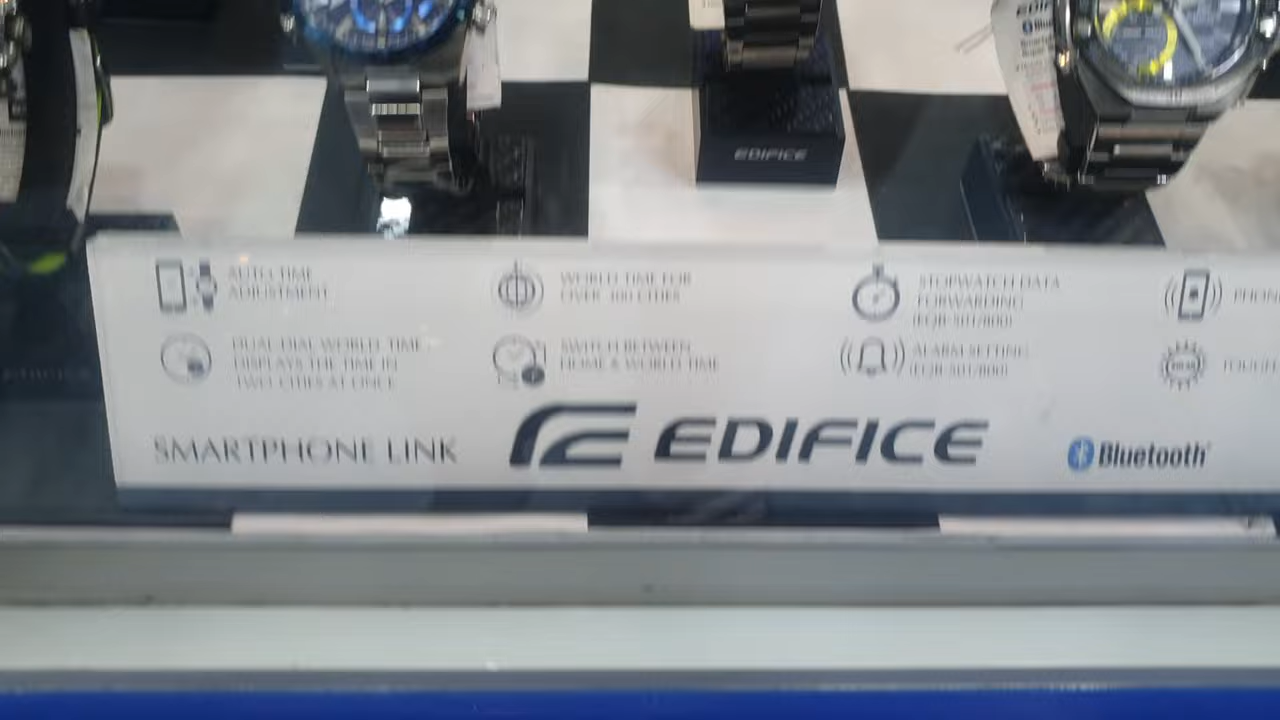 EDIFICE
AUTO TIME
ADJUSTMENT
WORLD TIME FOR
OVER 300 CITIES
STOPWATCH DATA
FORWARDING
(EQB-501/800)
DUAL DIAL WORLD TIME
DISPLAYS THE TIME IN
TWO CITIES AT ONCE
SWITCH BETWEEN
HOME & WORLD TIME
ALARM SETTING
(EQB-501/800)
SMARTPHONE LINK
EDIFICE
Bluetooth